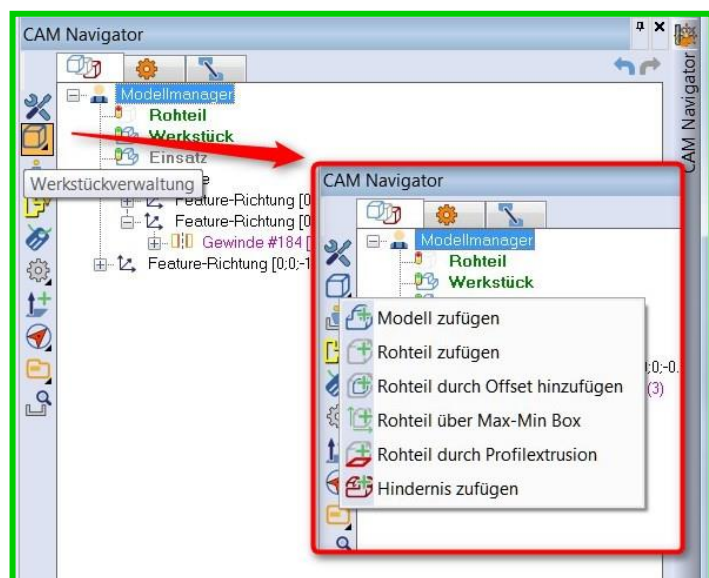 CAM Navigator
CAM Navigator
Modellmanager
Rohteil
Werkstück
Einsatz
Werkstückverwaltung
Feature-Richtung [0
Feature-Richtung [0
Gewinde #184 [
Feature-Richtung [0;0;-1
CAM Navigator
Modellmanager
Rohteil
Werkstück
Modell zufügen
Rohteil zufügen
;0;-0.
Rohteil durch Offset hinzufügen
(3)
Rohteil über Max-Min Box
Rohteil durch Profilextrusion
Hindernis zufügen